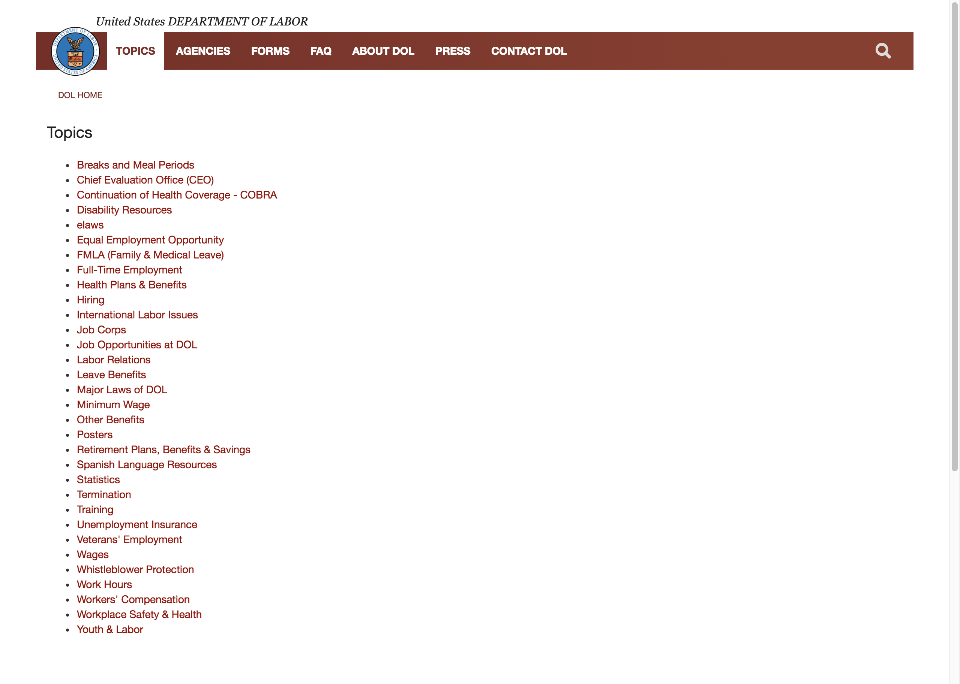 United States DEPARTMENT OF LABOR
TOPICS AGENCIES FORMS FAQ ABOUT DOL PRESS CONTACT DOL
DOL HOME
Topics
Breaks and Meal Periods
Chief Evaluation Office (CEO)
Continuation of Health Coverage - COBRA
Disability Resources
elaws
Equal Employment Opportunity
FMLA (Family & Medical Leave)
Full-Time Employment
Health Plans & Benefits
Hiring
International Labor Issues
Job Corps
Job Opportunities at DOL
Labor Relations
Leave Benefits
Major Laws of DOL
Minimum Wage
Other Benefits
Posters
Retirement Plans, Benefits & Savings
Spanish Language Resources
Statistics
Termination
Training
Unemployment Insurance
Veterans' Employment
Wages
Whistleblower Protection
Work Hours
Workers' Compensation
Workplace Safety & Health
Youth & Labor